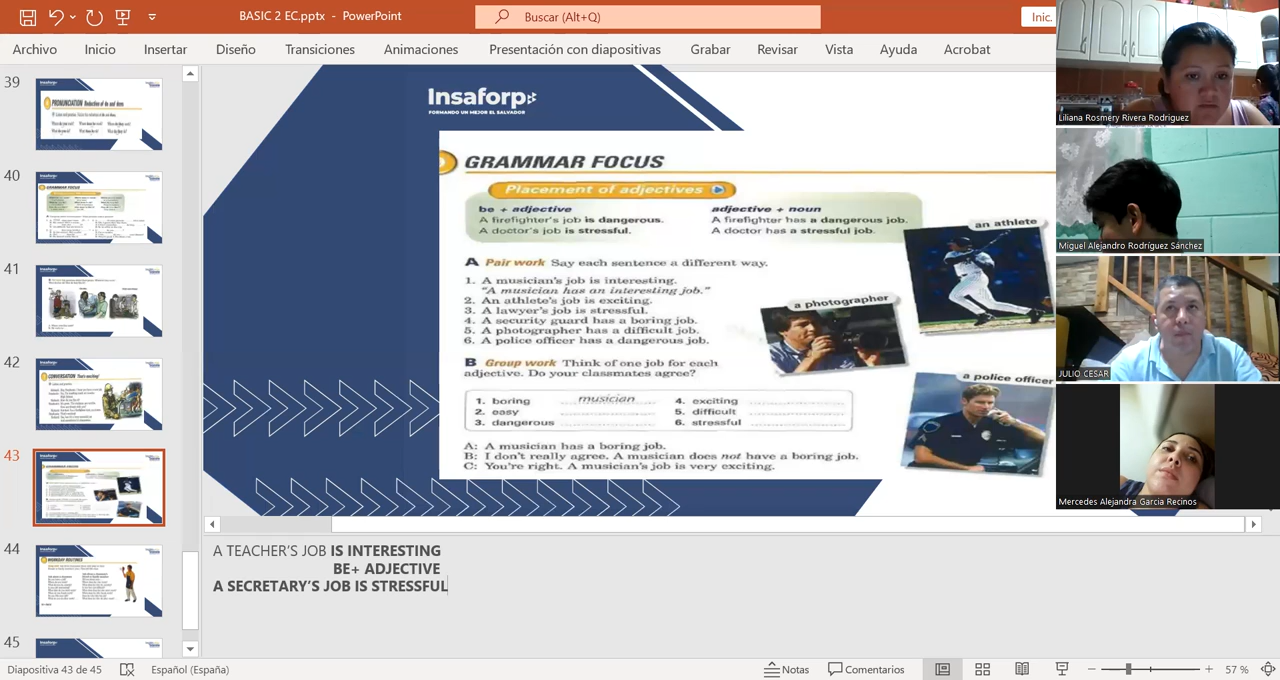 BASIC 2 EC.pptx - PowerPoint
Buscar (Alt+Q)
Inic.
Archivo Inicio Insertar Diseño Transiciones Animaciones Presentación con diapositivas Grabar Revisar Vista Ayuda Acrobat
39
PRONUNCIATION
40
GRAMMAR FOCUS
41
42
CONVERSATION
43
GRAMMAR FOCUS
44
45
Insaforp
FORMANDO UN MEJOR EL SALVADOR
GRAMMAR FOCUS
Placement of adjectives
be + adjective
A firefighter's job is dangerous.
A doctor's job is stressful.
adjective + noun
A firefighter has a dangerous job.
A doctor has a stressful job.
A Pair work Say each sentence a different way.
1. A musician's job is interesting.
"A musician has an interesting job."
2. An athlete's job is exciting.
3. A lawyer's job is stressful.
4. A security guard has a boring job.
5. A photographer has a difficult job.
6. A police officer has a dangerous job.
an athlete
a photographer
a police officer
B Group work Think of one job for each
adjective. Do your classmates agree?
1. boring musician 4. exciting
2. easy 5. difficult
3. dangerous 6. stressful
A: A musician has a boring job.
B: I don't really agree. A musician does not have a boring job.
C: You're right. A musician's job is very exciting.
Liliana Rosmery Rivera Rodriguez
Miguel Alejandro Rodríguez Sánchez
JULIO CESAR
Mercedes Alejandra Garcia Recinos
A TEACHER'S JOB IS INTERESTING
BE+ ADJECTIVE
A SECRETARY'S JOB IS STRESSFUL
Diapositiva 43 de 45 Español (España) Notas Comentarios 57 %